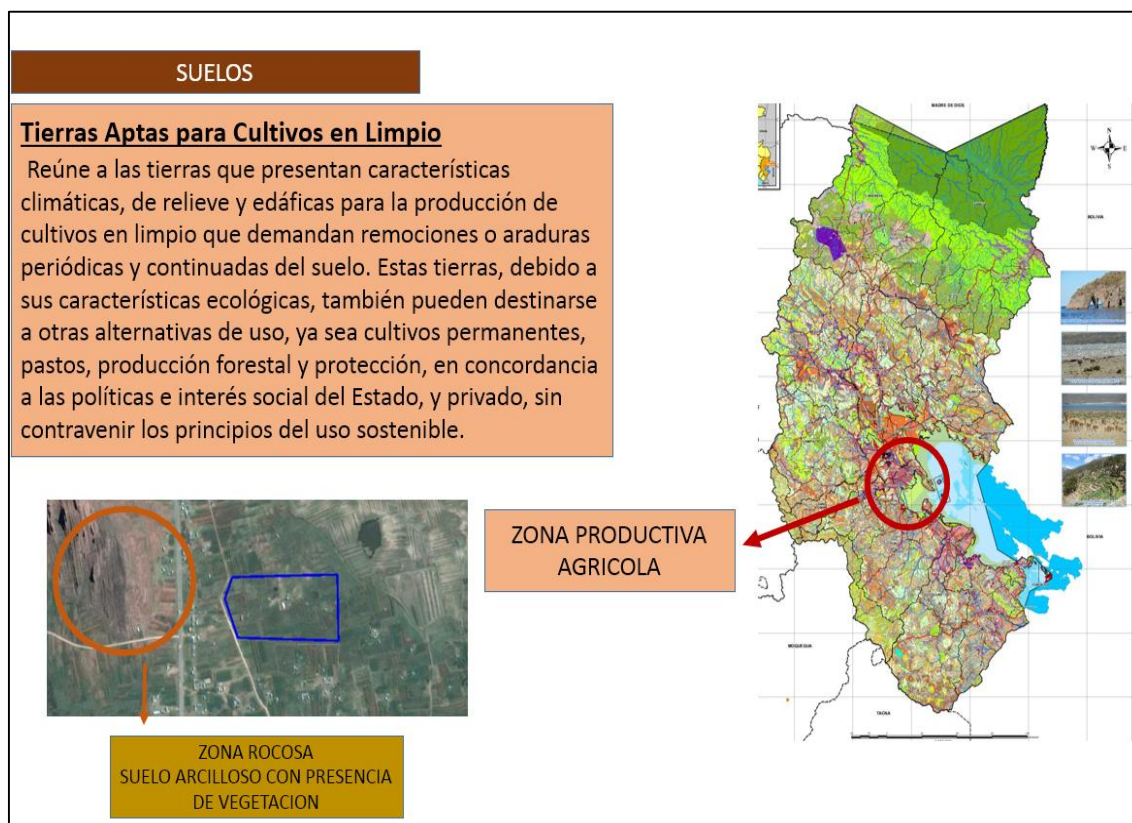 SUELOS
Tierras Aptas para Cultivos en Limpio
Reúne a las tierras que presentan características
climáticas, de relieve y edáficas para la producción de
cultivos en limpio que demandan remociones o araduras
periódicas y continuadas del suelo. Estas tierras, debido a
sus características ecológicas, también pueden destinarse
a otras alternativas de uso, ya sea cultivos permanentes,
pastos, producción forestal y protección, en concordancia
a las políticas e interés social del Estado, y privado, sin
contravenir los principios del uso sostenible.
MADRE DE DIOS
N
W E
S
BOLIVIA
ZONA PRODUCTIVA
AGRICOLA
BOLIVIA
MOQUEGUA
TACNA
ZONA ROCOSA
SUELO ARCILLOSO CON PRESENCIA
DE VEGETACION